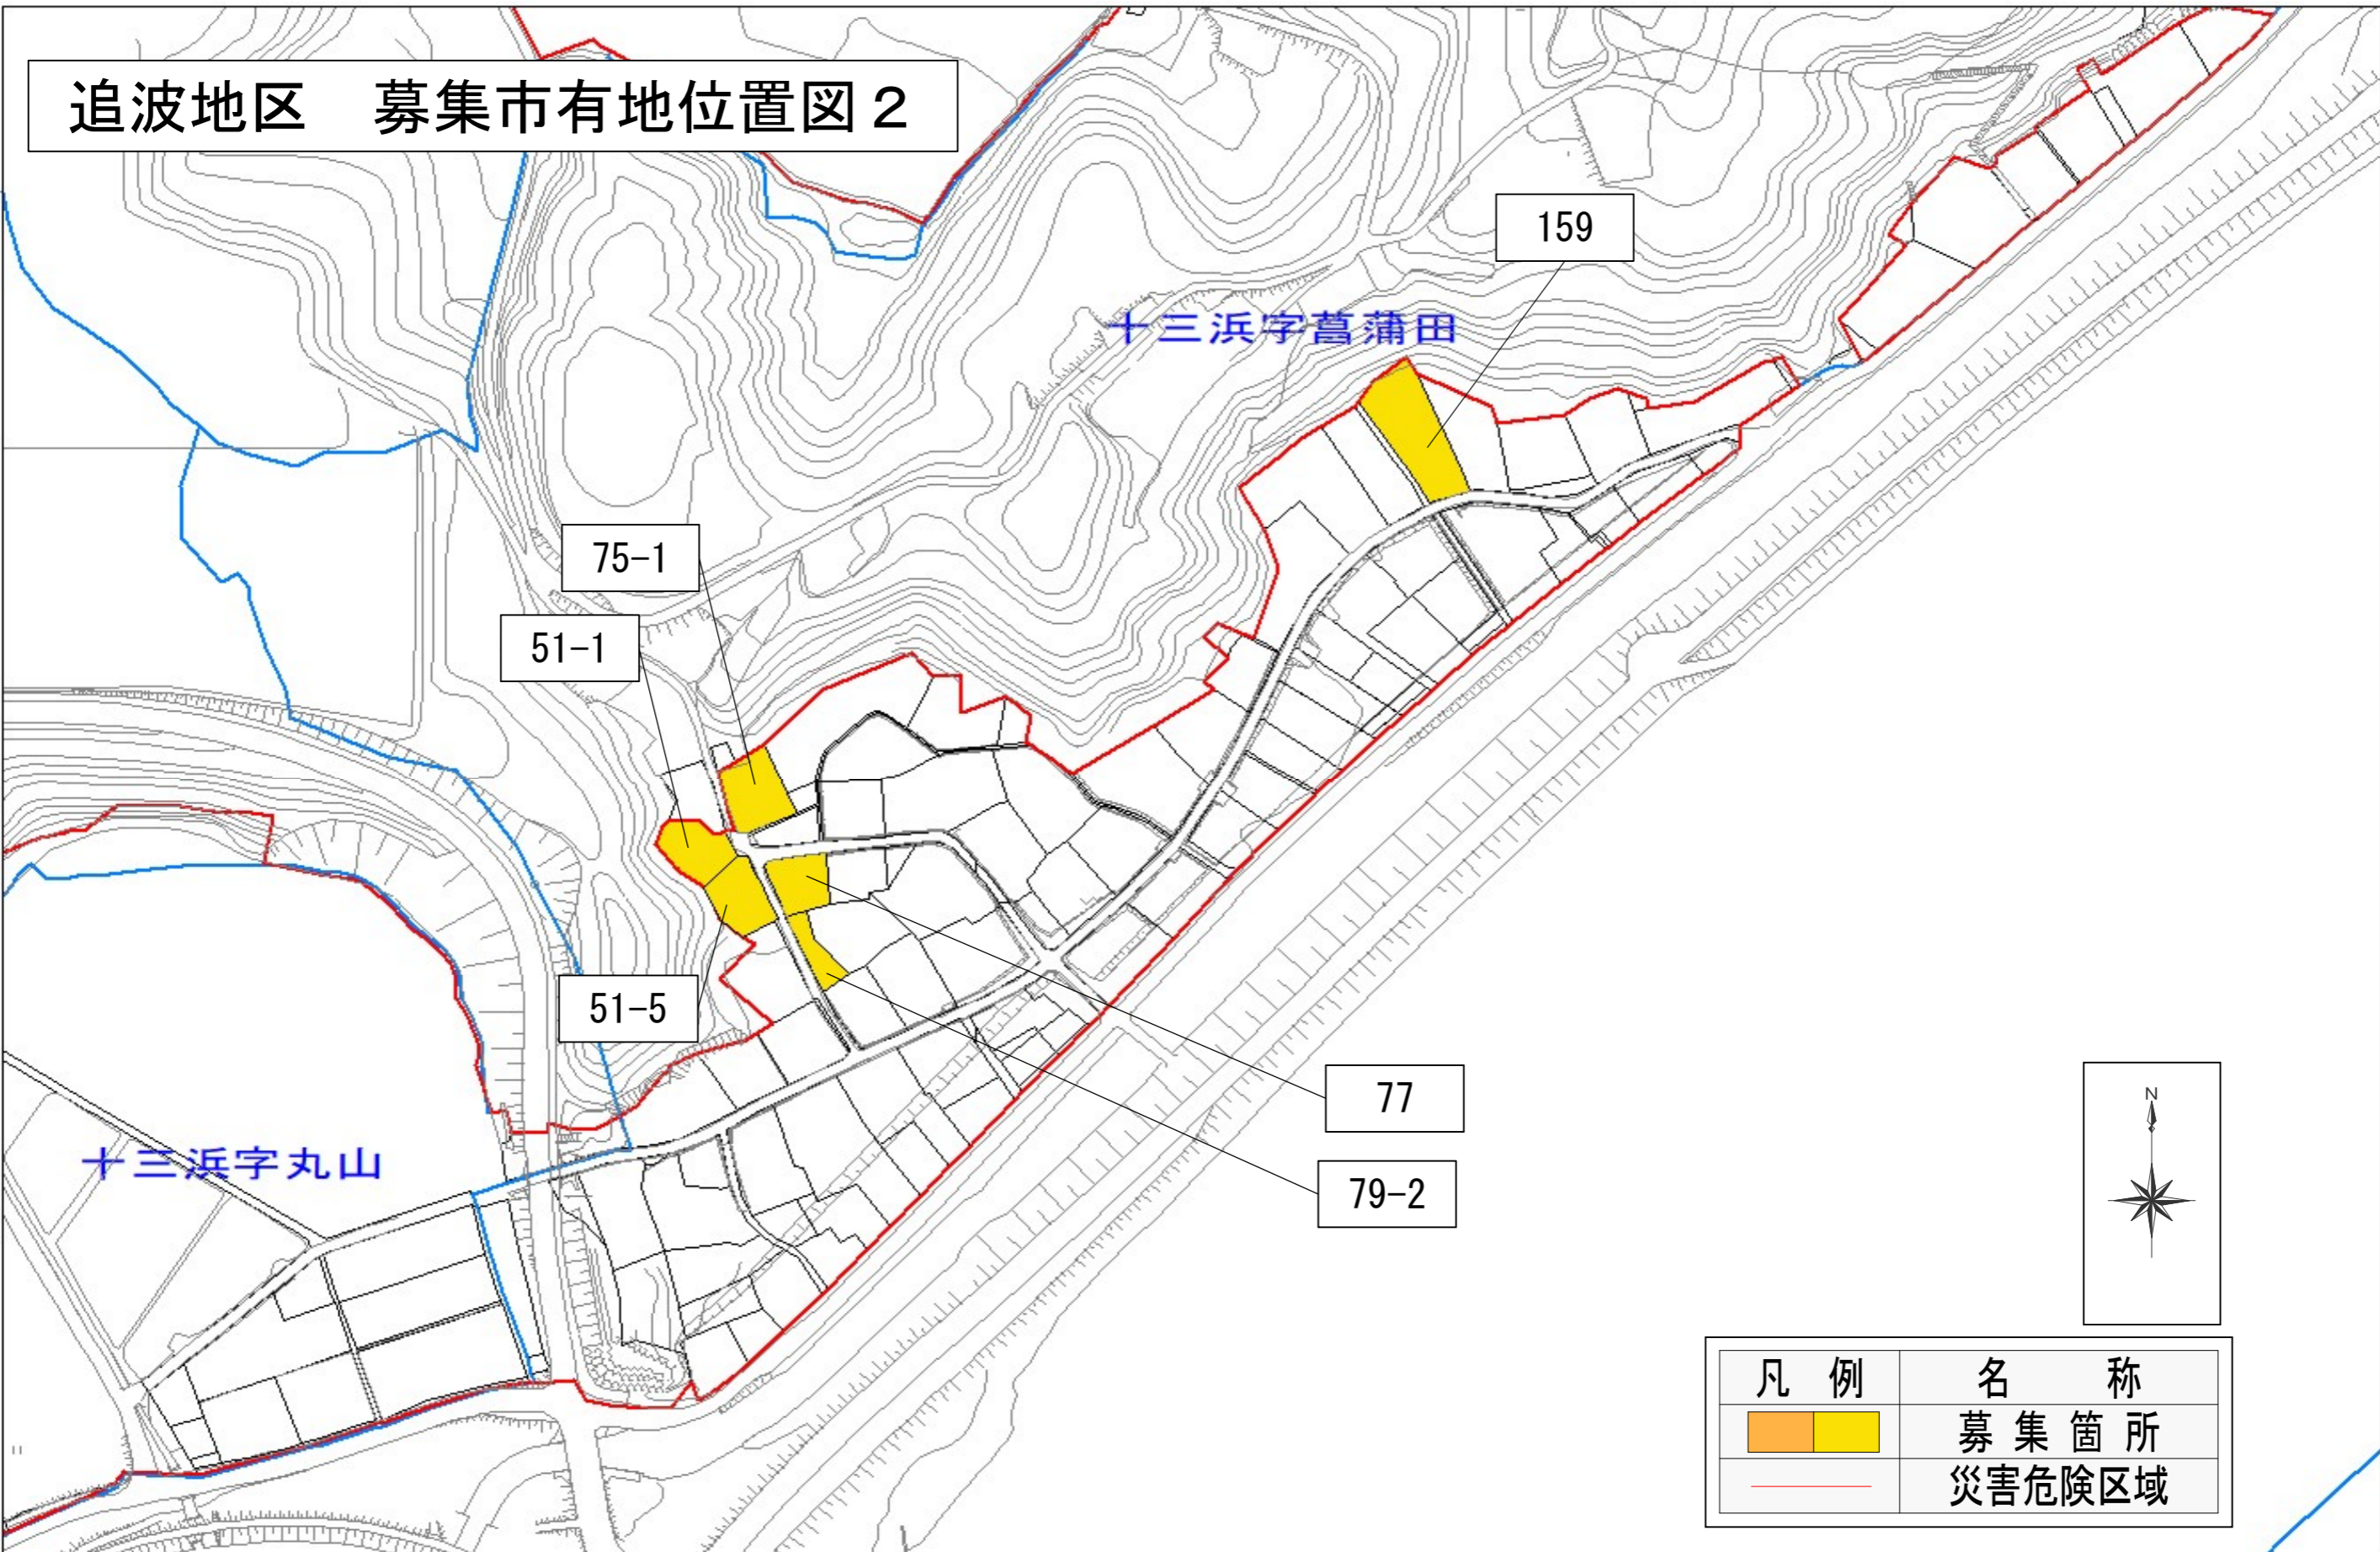 追波地区　募集市有地位置図２
159
十三浜字菖蒲田
75-1
51-1
51-5
77
79-2
十三浜字丸山
N
凡 例　名 称
募集箇所
災害危険区域